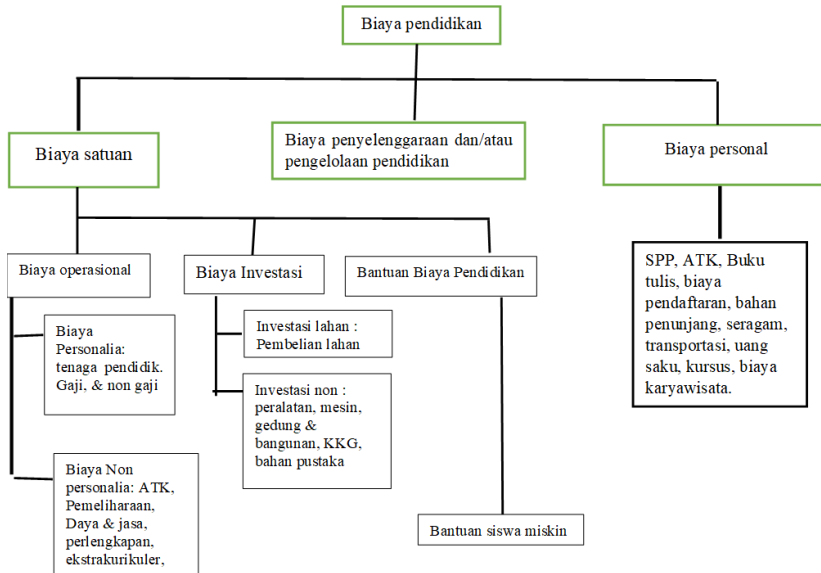 Biaya pendidikan
Biaya satuan
Biaya penyelenggaraan dan/atau
pengelolaan pendidikan
Biaya personal
Biaya operasional
Biaya Investasi
Bantuan Biaya Pendidikan
SPP, ATK, Buku
tulis, biaya
pendaftaran, bahan
penunjang, seragam,
transportasi, uang
saku, kursus, biaya
karyawisata.
Biaya
Personalia:
tenaga pendidik.
Gaji, & non gaji
Investasi lahan :
Pembelian lahan
Investasi non :
peralatan, mesin,
gedung &
bangunan, KKG,
bahan pustaka
Biaya Non
personalia: ATK,
Pemeliharaan,
Daya & jasa,
perlengkapan,
ekstrakurikuler,
Bantuan siswa miskin